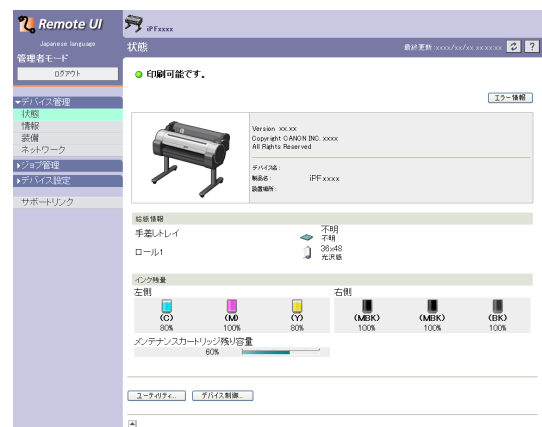 Remote UI
iPFxxxx
Japanese language
状態
最終更新 :xxxx/xx/xx xx:xx:xx
?
管理者モード
ログアウト
印刷可能です。
エラー情報
▼デバイス管理
状態
情報
装備
ネットワーク
▶ジョブ管理
▶デバイス設定
サポートリンク
Version xx.xx
Copyright CANON INC. xxxx
All Rights Reserved
デバイス名 :
製品名 : iPFxxxx
設置場所 :
給紙情報
手差しトレイ 不明
不明
ロール1 36x48
光沢紙
インク残量
左側 右側
(C) (M) (Y) (MBK) (MBK) (BK)
80% 100% 80% 100% 100% 100%
メンテナンスカートリッジ残り容量
60%
ユーティリティ... デバイス制御...